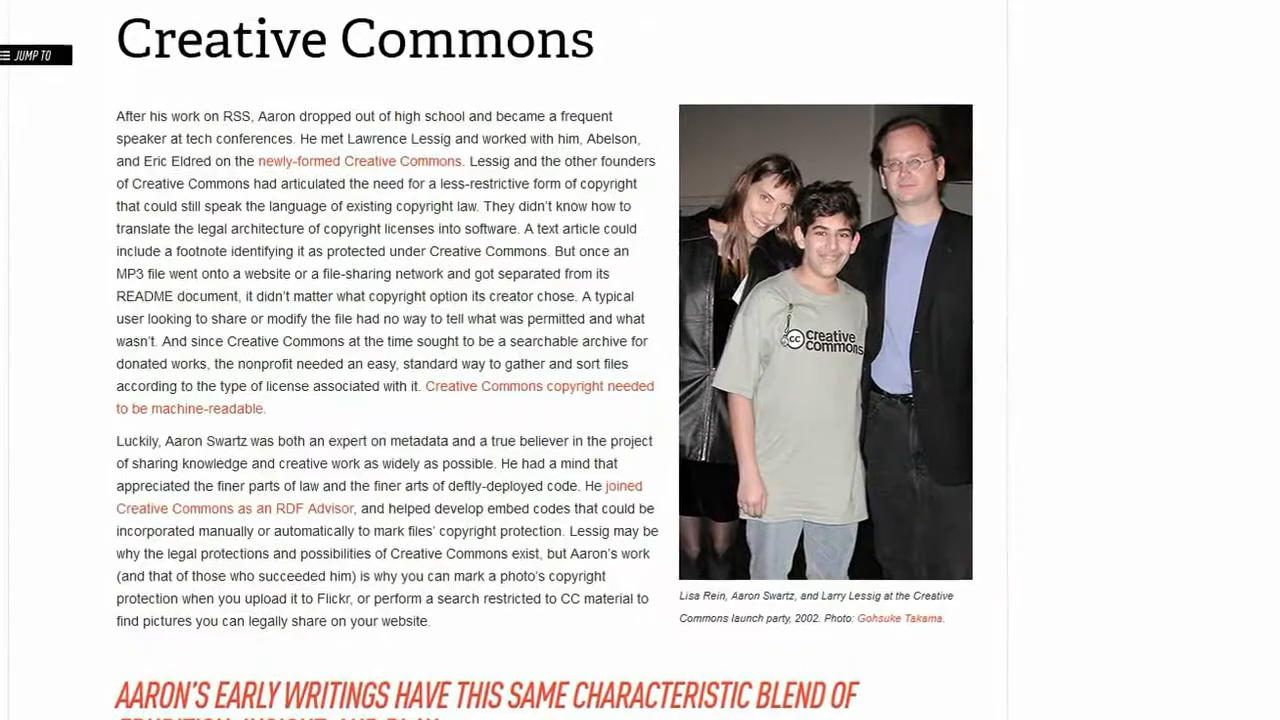 Creative Commons
JUMP TO
After his work on RSS, Aaron dropped out of high school and became a frequent
speaker at tech conferences. He met Lawrence Lessig and worked with him, Abelson,
and Eric Eldred on the newly-formed Creative Commons. Lessig and the other founders
of Creative Commons had articulated the need for a less-restrictive form of copyright
that could still speak the language of existing copyright law. They didn't know how to
translate the legal architecture of copyright licenses into software. A text article could
include a footnote identifying it as protected under Creative Commons. But once an
MP3 file went onto a website or a file-sharing network and got separated from its
README document, it didn't matter what copyright option its creator chose. A typical
user looking to share or modify the file had no way to tell what was permitted and what
wasn't. And since Creative Commons at the time sought to be a searchable archive for
donated works, the nonprofit needed an easy, standard way to gather and sort files
according to the type of license associated with it. Creative Commons copyright needed
to be machine-readable.
Luckily, Aaron Swartz was both an expert on metadata and a true believer in the project
of sharing knowledge and creative work as widely as possible. He had a mind that
appreciated the finer parts of law and the finer arts of deftly-deployed code. He joined
Creative Commons as an RDF Advisor, and helped develop embed codes that could be
incorporated manually or automatically to mark files' copyright protection. Lessig may be
why the legal protections and possibilities of Creative Commons exist, but Aaron's work
(and that of those who succeeded him) is why you can mark a photo's copyright
protection when you upload it to Flickr, or perform a search restricted to CC material to
find pictures you can legally share on your website.
cc creative
commons
Lisa Rein, Aaron Swartz, and Larry Lessig at the Creative
Commons launch party, 2002. Photo: Gohsuke Takama.
AARON'S EARLY WRITINGS HAVE THIS SAME CHARACTERISTIC BLEND OF